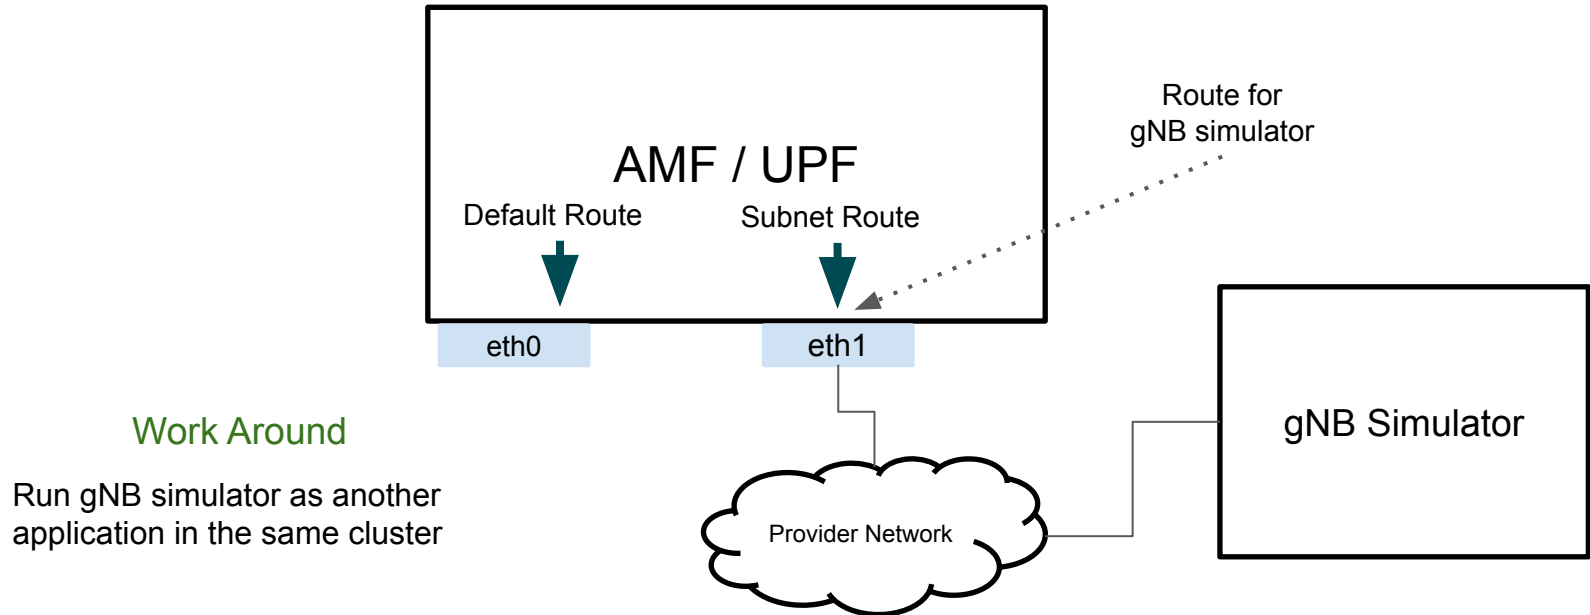 Route for
gNB simulator
AMF / UPF
Default Route
Subnet Route
eth0
eth1
gNB Simulator
Work Around
Run gNB simulator as another
application in the same cluster
Provider Network